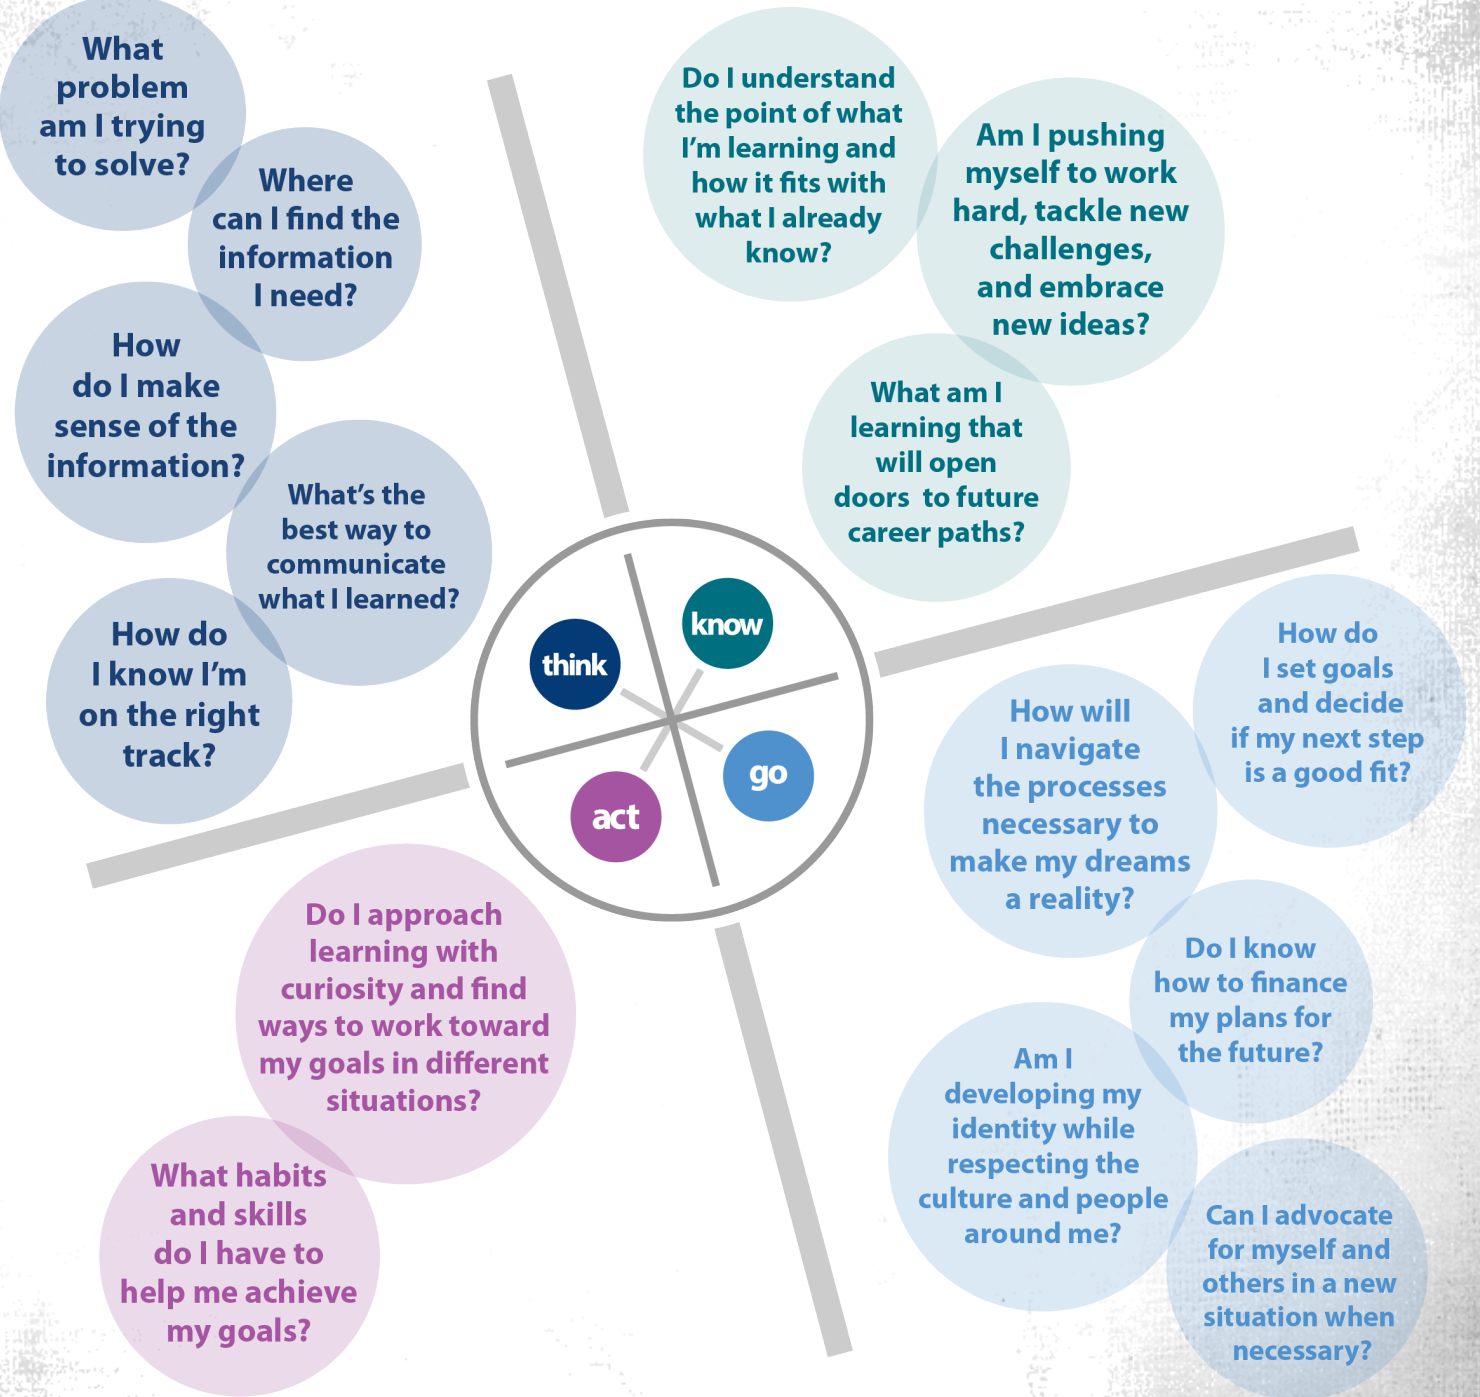 What
problem
am I trying
to solve?
Where
can I find the
information
I need?
How
do I make
sense of the
information?
What's the
best way to
communicate
what I learned?
How do
I know I'm
on the right
track?
Do I understand
the point of what
I'm learning and
how it fits with
what I already
know?
Am I pushing
myself to work
hard, tackle new
challenges,
and embrace
new ideas?
What am I
learning that
will open
doors  to future
career paths?
think
know
act
go
Do I approach
learning with
curiosity and find
ways to work toward
my goals in different
situations?
What habits
and skills
do I have to
help me achieve
my goals?
How do
I set goals
and decide
if my next step
is a good fit?
How will
I navigate
the processes
necessary to
make my dreams
a reality?
Do I know
how to finance
my plans for
the future?
Am I
developing my
identity while
respecting the
culture and people
around me?
Can I advocate
for myself and
others in a new
situation when
necessary?